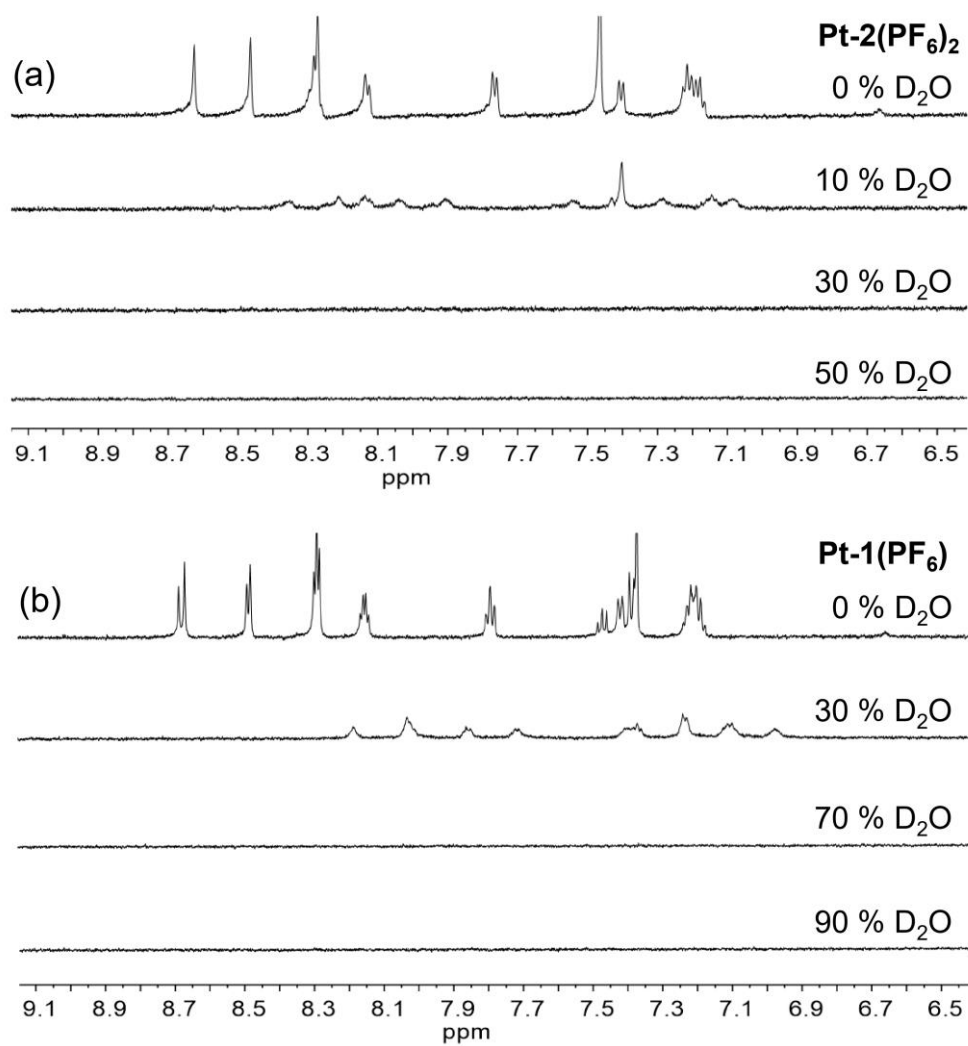 Pt-2(PF6)2
(a)
0 % D2O
10 % D2O
30 % D2O
50 % D2O
9.1 8.9 8.7 8.5 8.3 8.1 7.9 7.7 7.5 7.3 7.1 6.9 6.7 6.5
ppm
Pt-1(PF6)
(b)
0 % D2O
30 % D2O
70 % D2O
90 % D2O
9.1 8.9 8.7 8.5 8.3 8.1 7.9 7.7 7.5 7.3 7.1 6.9 6.7 6.5
ppm